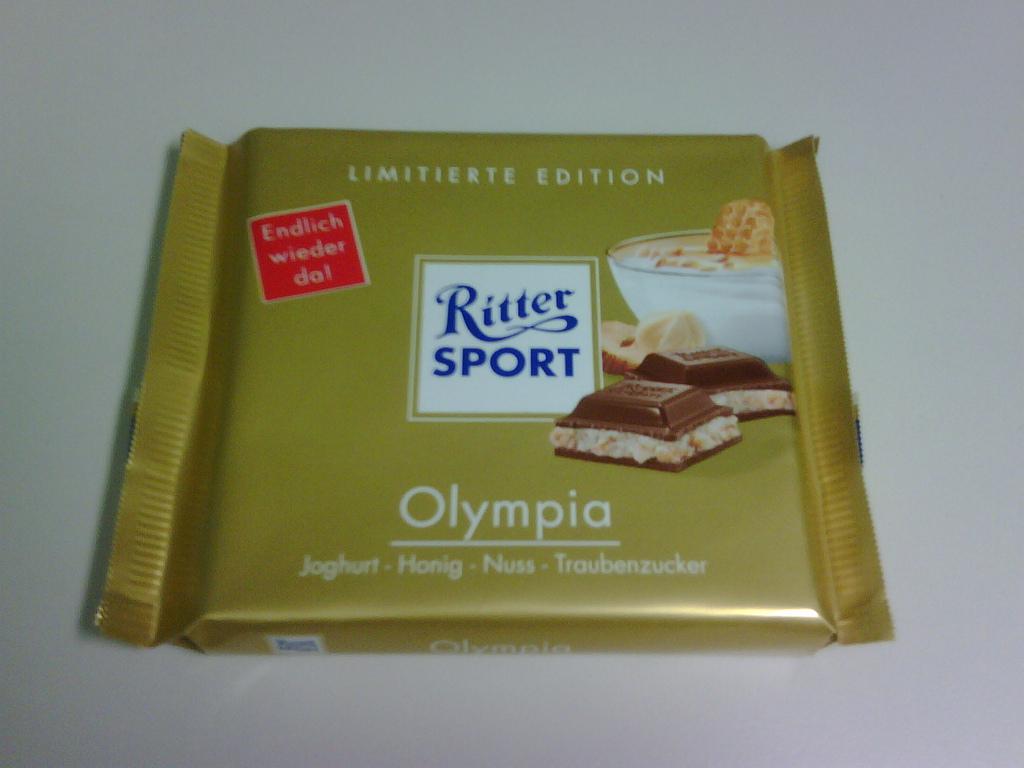 LIMITIERTE EDITION
Endlich
wieder
da!
Ritter
SPORT
Olympia
Joghurt - Honig - Nuss - Traubenzucker
Olympia